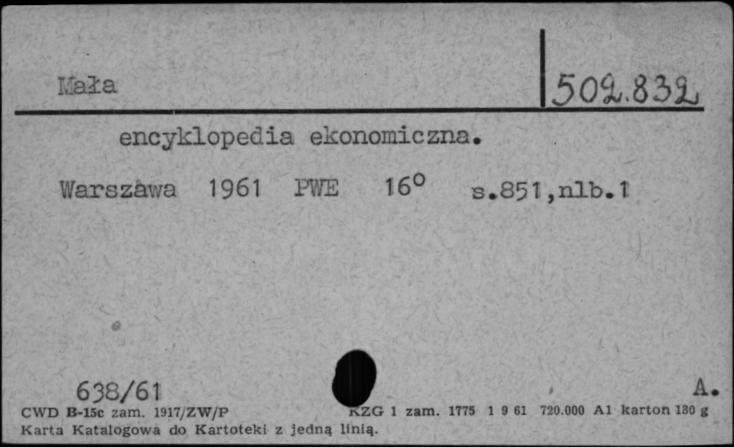 Mała
502.832
encyklopedia ekonomiczna.
Warszawa 1961 PWE 16° s.851,nlb.1
638/61
A.
CWD B-15c zam. 1917/ZW/P KZG 1 zam. 1775 1 9 61 720.000 A1 karton 180 g
Karta Katalogowa do Kartoteki z jedną linią.